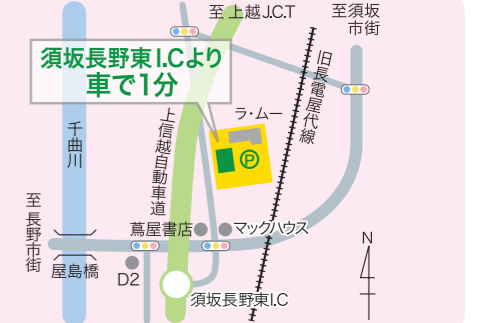 至 上越 J.C.T
至須坂
市街
須坂長野東I.Cより
車で1分
旧長電屋代線
ラ・ムー
P
上信越自動車道
千曲川
至長野市街
蔦屋書店
マックハウス
屋島橋
D2
須坂長野東I.C
N